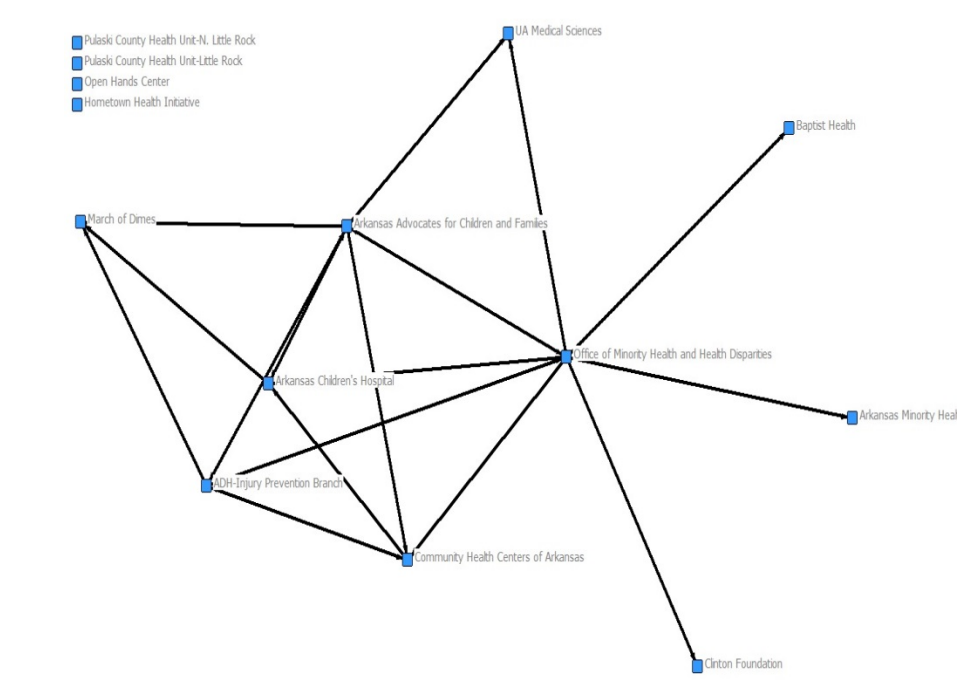 UA Medical Sciences
Pulaski County Health Unit-N. Little Rock
Pulaski County Health Unit-Little Rock
Open Hands Center
Hometown Health Initiative
Baptist Health
March of Dimes
Arkansas Advocates for Children and Families
Office of Minority Health and Health Disparities
Arkansas Children's Hospital
Arkansas Minority Heal
ADH-Injury Prevention Branch
Community Health Centers of Arkansas
Clinton Foundation